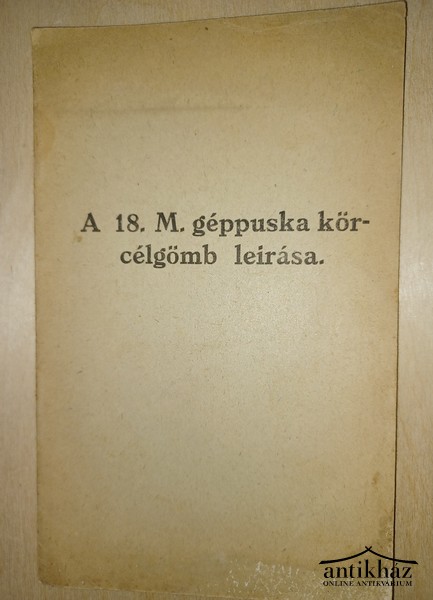 A 18. M. géppuska kör-
célgömb leirása.
antikház
ONLINE ANTIKVÁRIUM